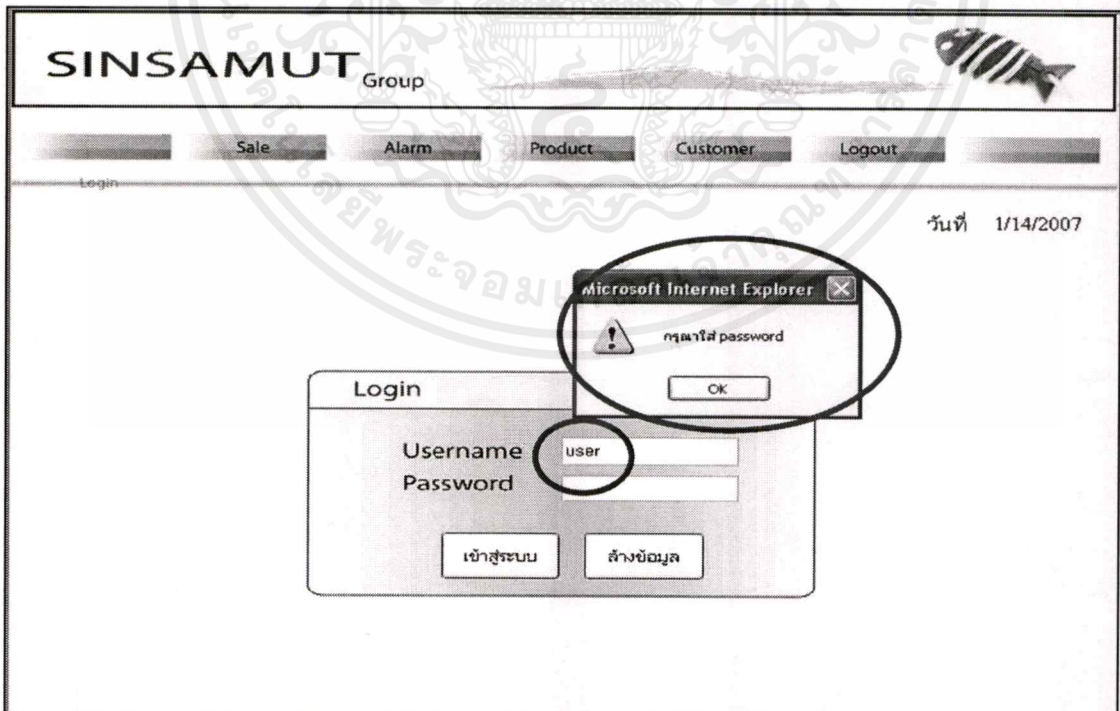 SINSAMUT Group
Sale Alarm Product Customer Logout
Login
วันที่ 1/14/2007
Microsoft Internet Explorer
กรุณาใส่ password
OK
Login
Username user
Password
เข้าสู่ระบบ ล้างข้อมูล